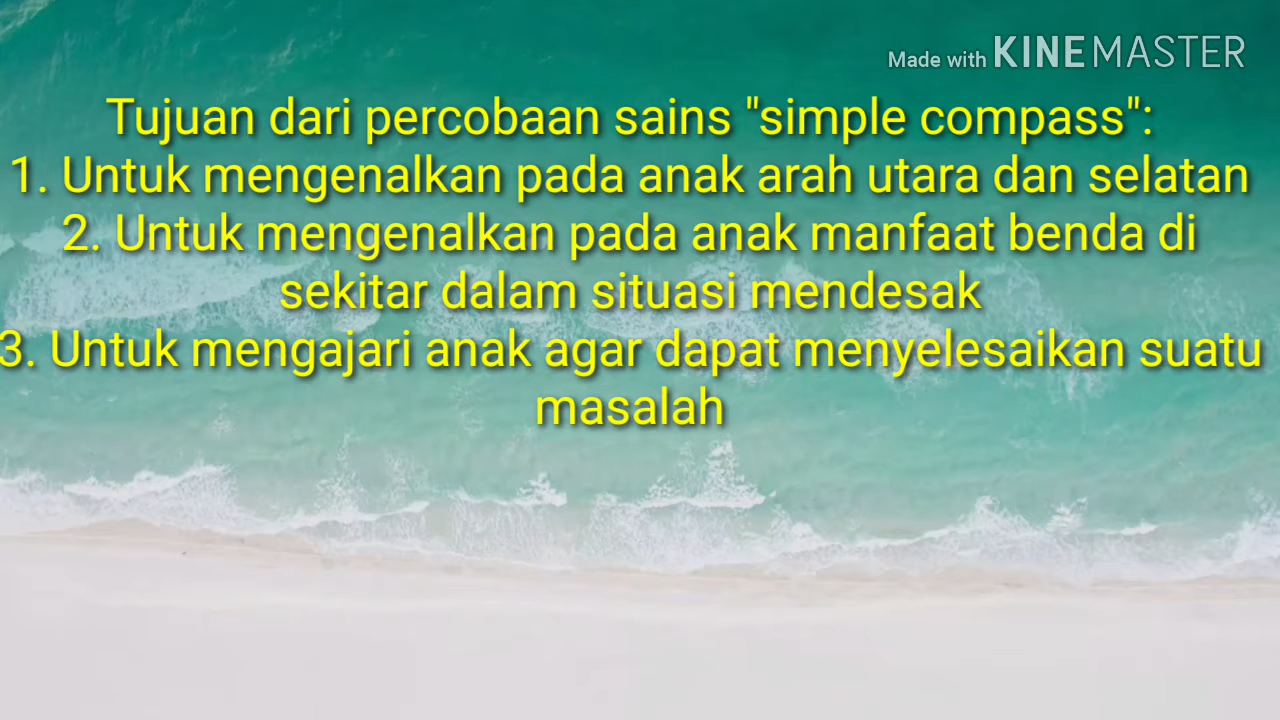 Made with KINEMASTER
Tujuan dari percobaan sains "simple compass":
1. Untuk mengenalkan pada anak arah utara dan selatan
2. Untuk mengenalkan pada anak manfaat benda di
sekitar dalam situasi mendesak
3. Untuk mengajari anak agar dapat menyelesaikan suatu
masalah